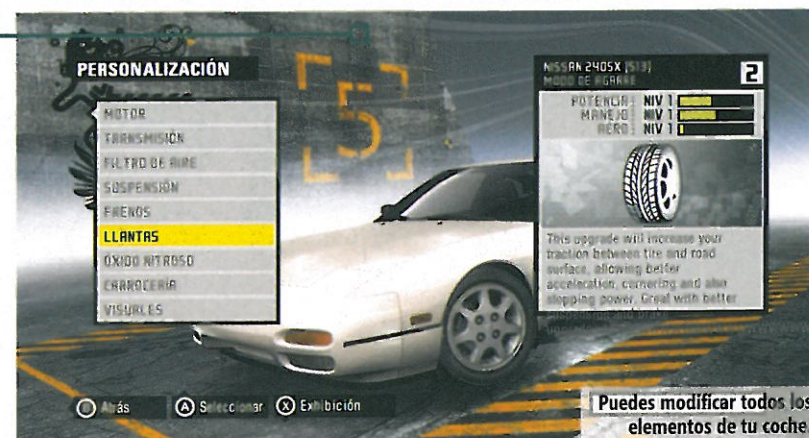 PERSONALIZACIÓN
MOTOR
TRANSMISIÓN
FILTRO DE AIRE
SUSPENSIÓN
FRENOS
LLANTAS
ÓXIDO NITROSO
CARROCERÍA
VISUALES
5
NISSAN 240SX (S13)
MODO DE AGARRE
2
POTENCIA NIV 1
MANEJO NIV 1
AERO NIV 1
This upgrade will increase your
traction between tire and road
surface, allowing better
acceleration, cornering and also
stopping power. Great with better
Atrás
A Seleccionar
X Exhibición
Puedes modificar todos los
elementos de tu coche